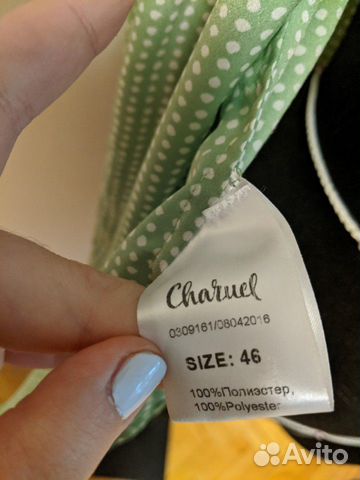 Charuel
0309161/08042016
SIZE: 46
100%Полиэстер,
100%Polyester
Avito